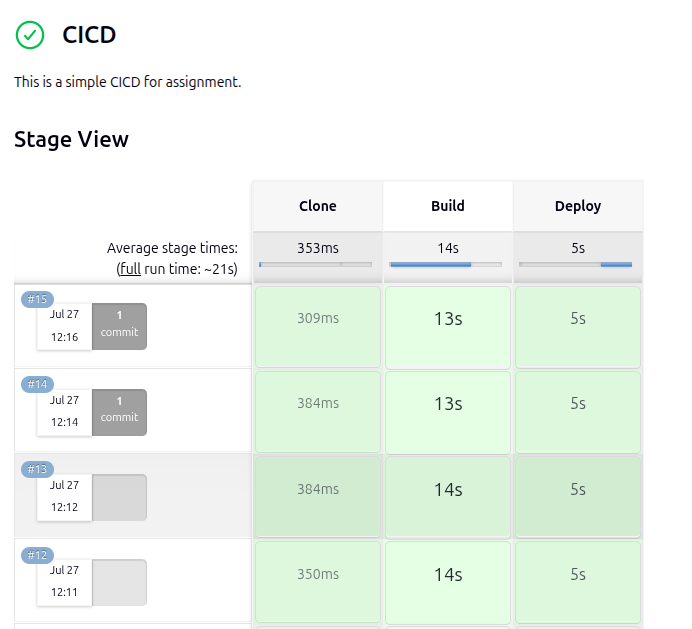 CICD
This is a simple CICD for assignment.
Stage View
Clone Build Deploy
Average stage times: 353ms 14s 5s
(full run time: ~21s)
#15
Jul 27 1 309ms 13s 5s
12:16 commit
#14
Jul 27 1 384ms 13s 5s
12:14 commit
#13
Jul 27 384ms 14s 5s
12:12
#12
Jul 27 350ms 14s 5s
12:11